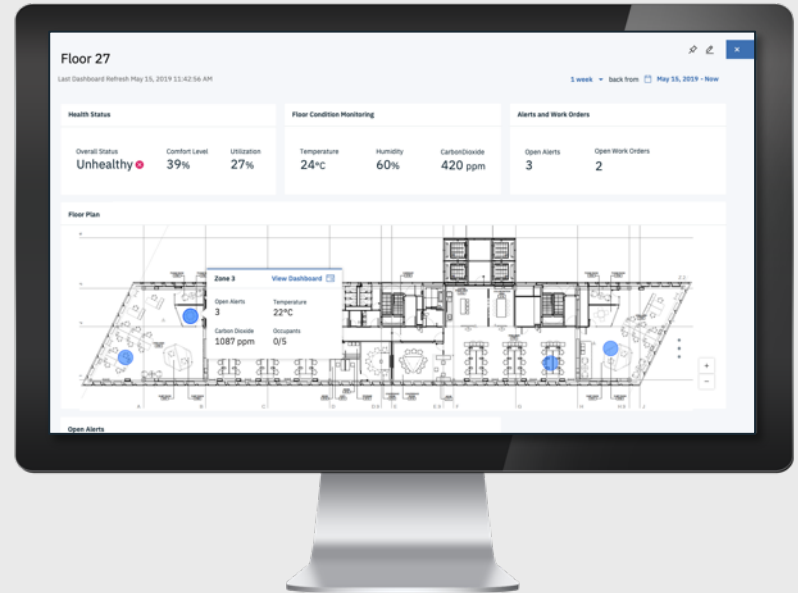 Floor 27
Last Dashboard Refresh May 15, 2019 11:42:56 AM
1 week back from May 15, 2019 - Now
Health Status
Floor Condition Monitoring
Alerts and Work Orders
Overall Status Comfort Level Utilization
Unhealthy 39% 27%
Temperature Humidity CarbonDioxide
24°C 60% 420 ppm
Open Alerts Open Work Orders
3 2
Floor Plan
Zone 3 View Dashboard
Open Alerts Temperature
3 22°C
Carbon Dioxide Occupants
1087 ppm 0/5
+
−
A B C D E F G H J
Open Alerts